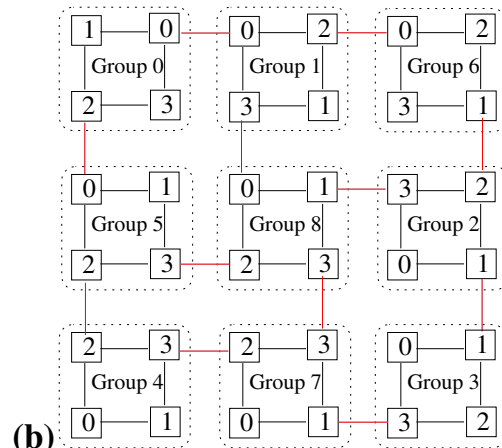 1 0 0 2 0 2
Group 0 Group 1 Group 6
2 3 3 1 3 1
0 1 0 1 3 2
Group 5 Group 8 Group 2
2 3 2 3 0 1
2 3 2 3 0 1
Group 4 Group 7 Group 3
0 1 0 1 3 2
(b)